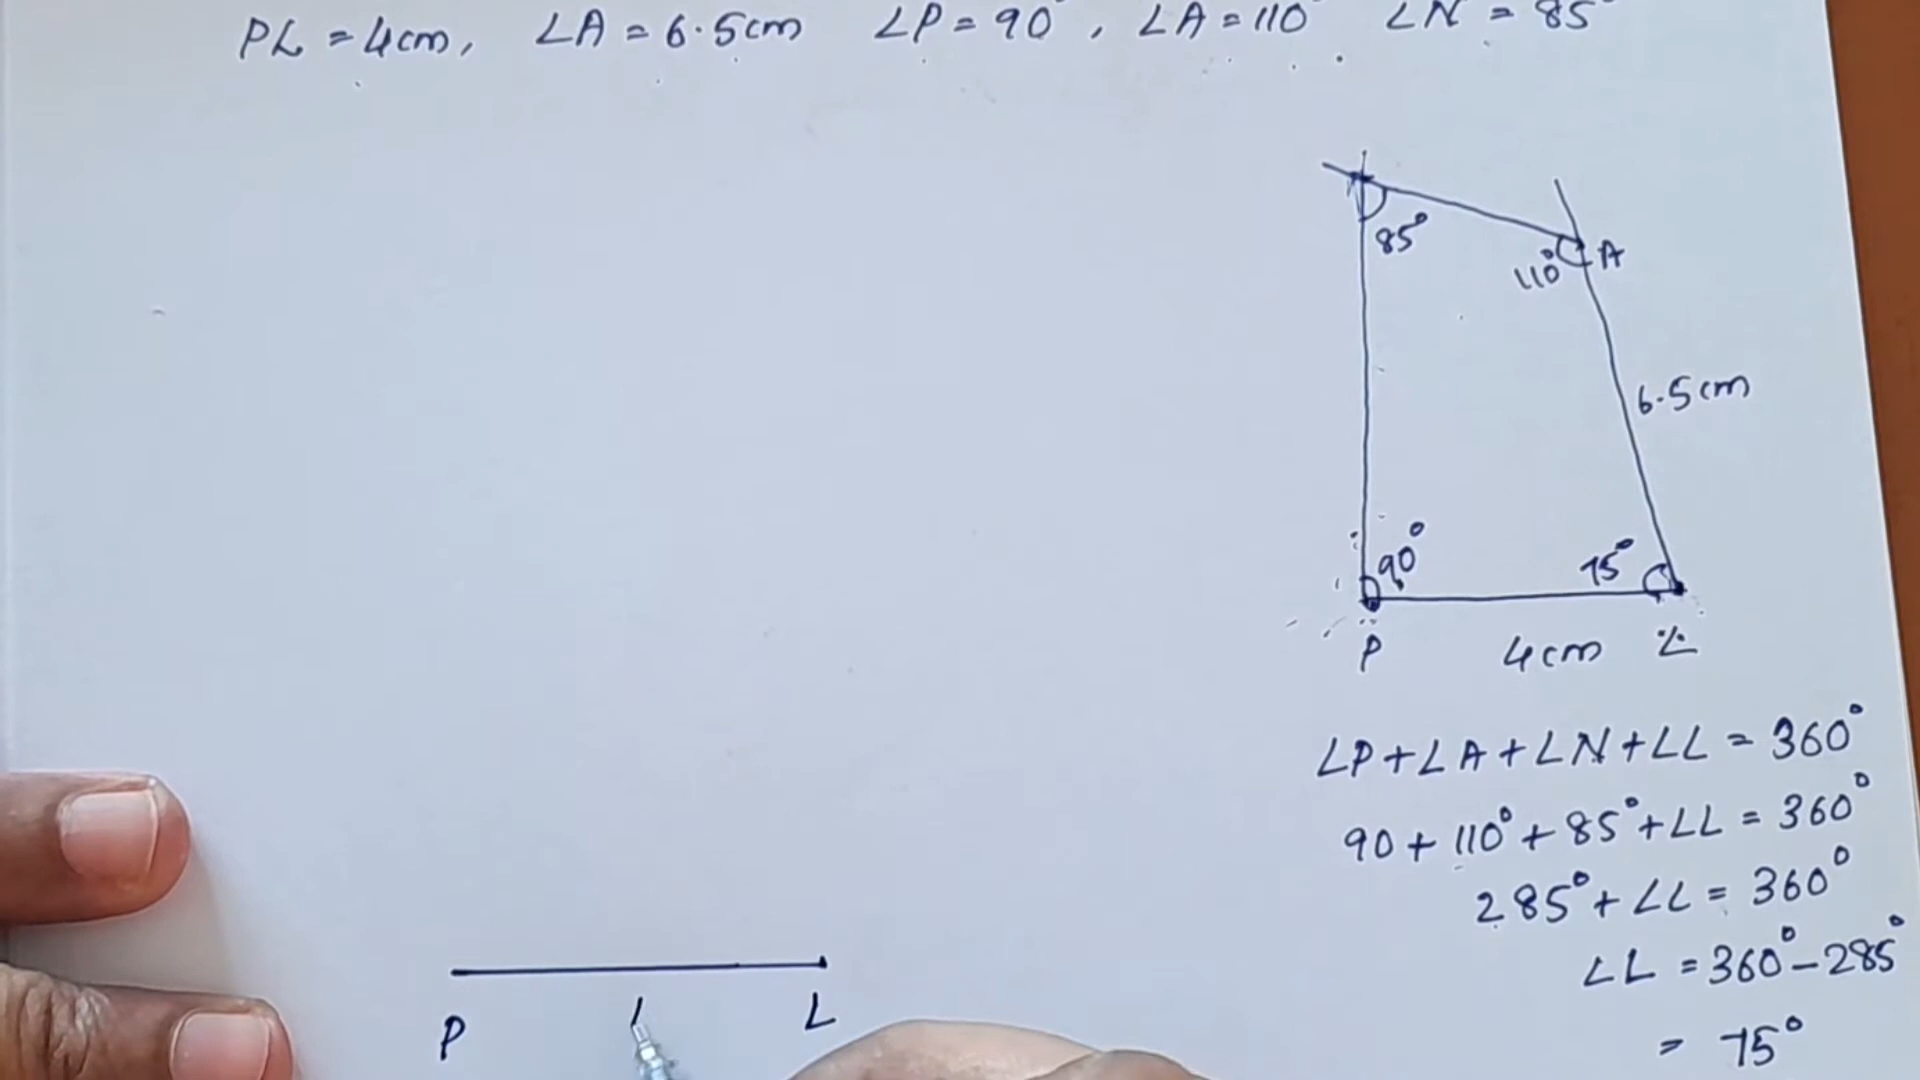 PL = 4cm, LA = 6.5cm ∠P = 90°, ∠A = 110° ∠N = 85°
85°
110° A
6.5cm
90° 75°
P 4cm L
∠P+∠A+∠N+∠L = 360°
90+110°+85°+∠L = 360°
285°+∠L = 360°
∠L = 360°-285°
= 75°
P L